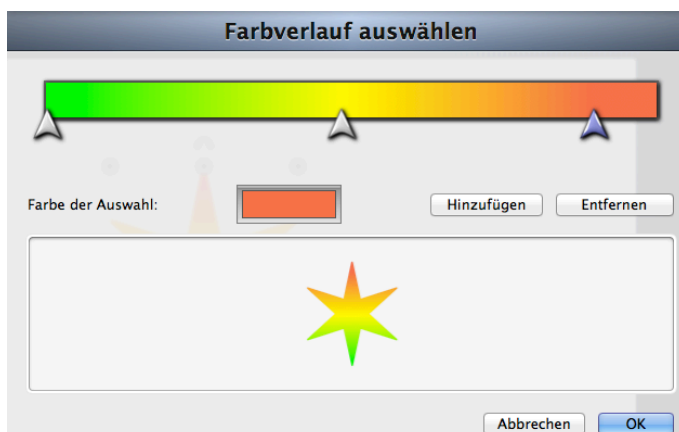 Farbverlauf auswählen
Farbe der Auswahl:
Hinzufügen
Entfernen
Abbrechen
OK